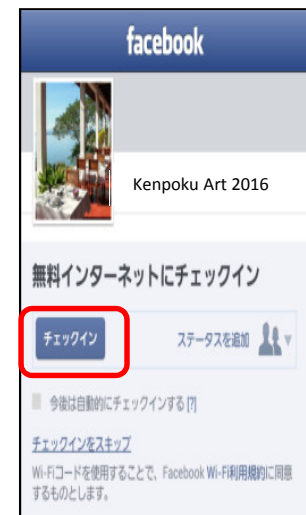 facebook
Kenpoku Art 2016
無料インターネットにチェックイン
チェックイン
ステータスを追加
今後は自動的にチェックインする [?]
チェックインをスキップ
Wi-Fiコードを使用することで、Facebook Wi-Fi利用規約に同意
するものとします。